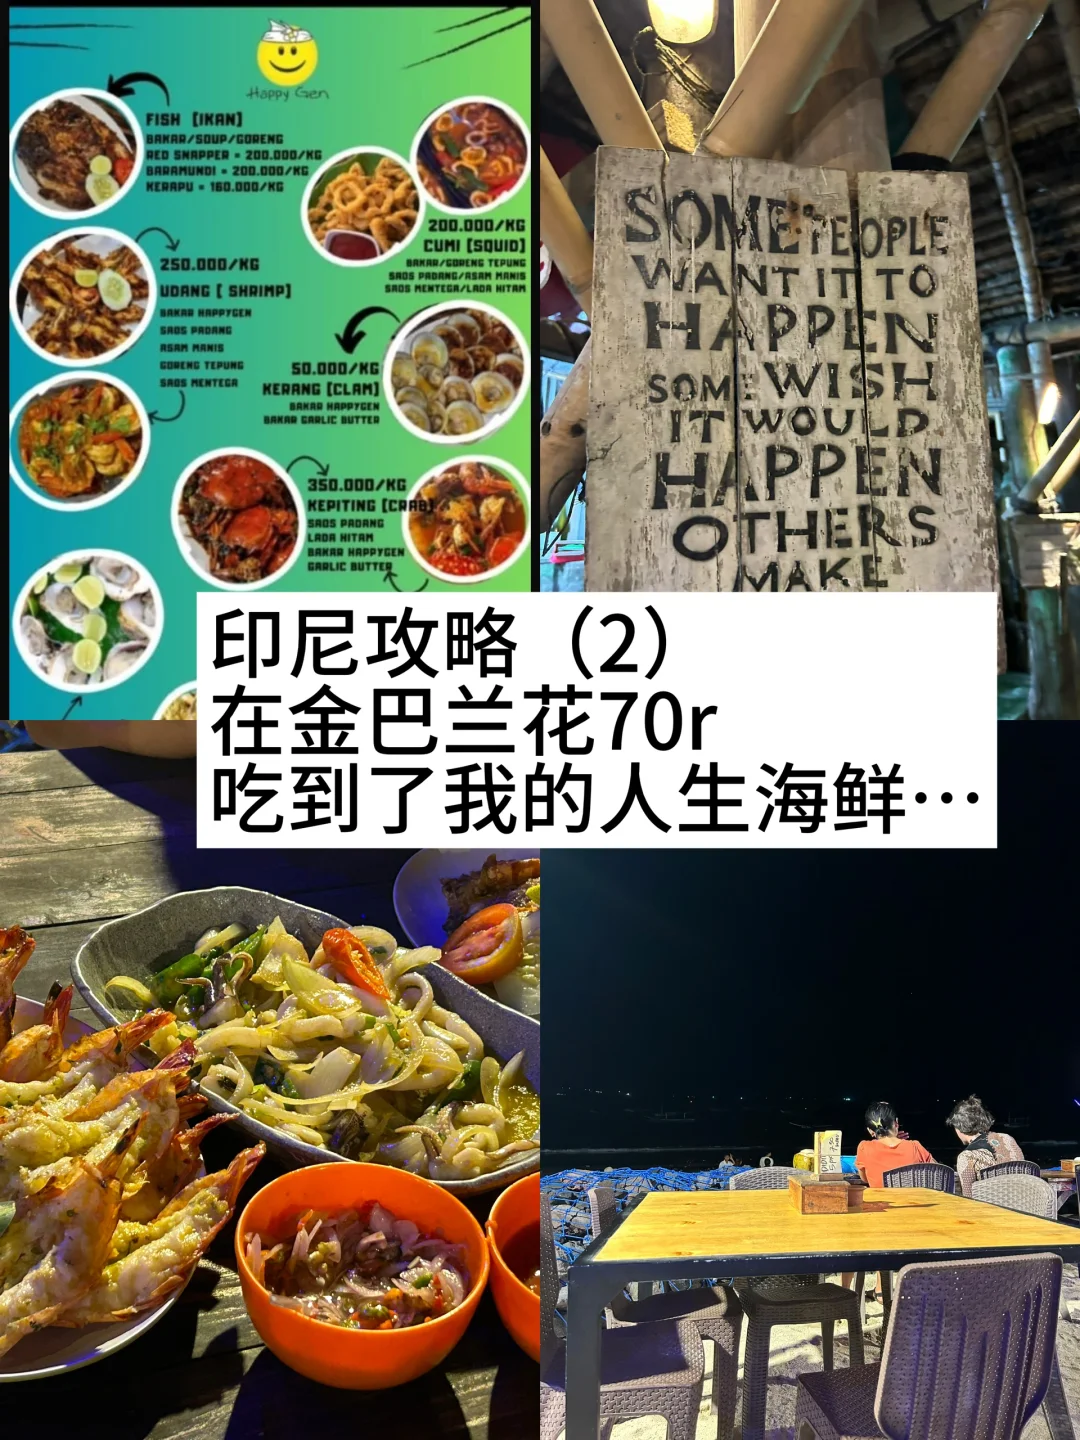 Happy Gen
FISH [IKAN]
BAKAR/SOUP/GORENG
RED SNAPPER = 200.000/KG
BARAMUNDI = 200.000/KG
KERAPU = 160.000/KG
200.000/KG
CUMI [SQUID]
BAKAR/GORENG TEPUNG
SAOS PADANG/ASAM MANIS
SAOS MENTEGA/LADA HITAM
250.000/KG
UDANG [ SHRIMP]
BAKAR HAPPYGEN
SAOS PADANG
ASAM MANIS
GORENG TEPUNG
SAOS MENTEGA
50.000/KG
KERANG [CLAM]
BAKAR HAPPYGEN
BAKAR GARLIC BUTTER
350.000/KG
KEPITING [CRAB]
SAOS PADANG
LADA HITAM
BAKAR HAPPYGEN
GARLIC BUTTER
SOME PEOPLE
WANT IT TO
HAPPEN
SOME WISH
IT WOULD
HAPPEN
OTHERS
MAKE
印尼攻略（2）
在金巴兰花70r
吃到了我的人生海鲜…